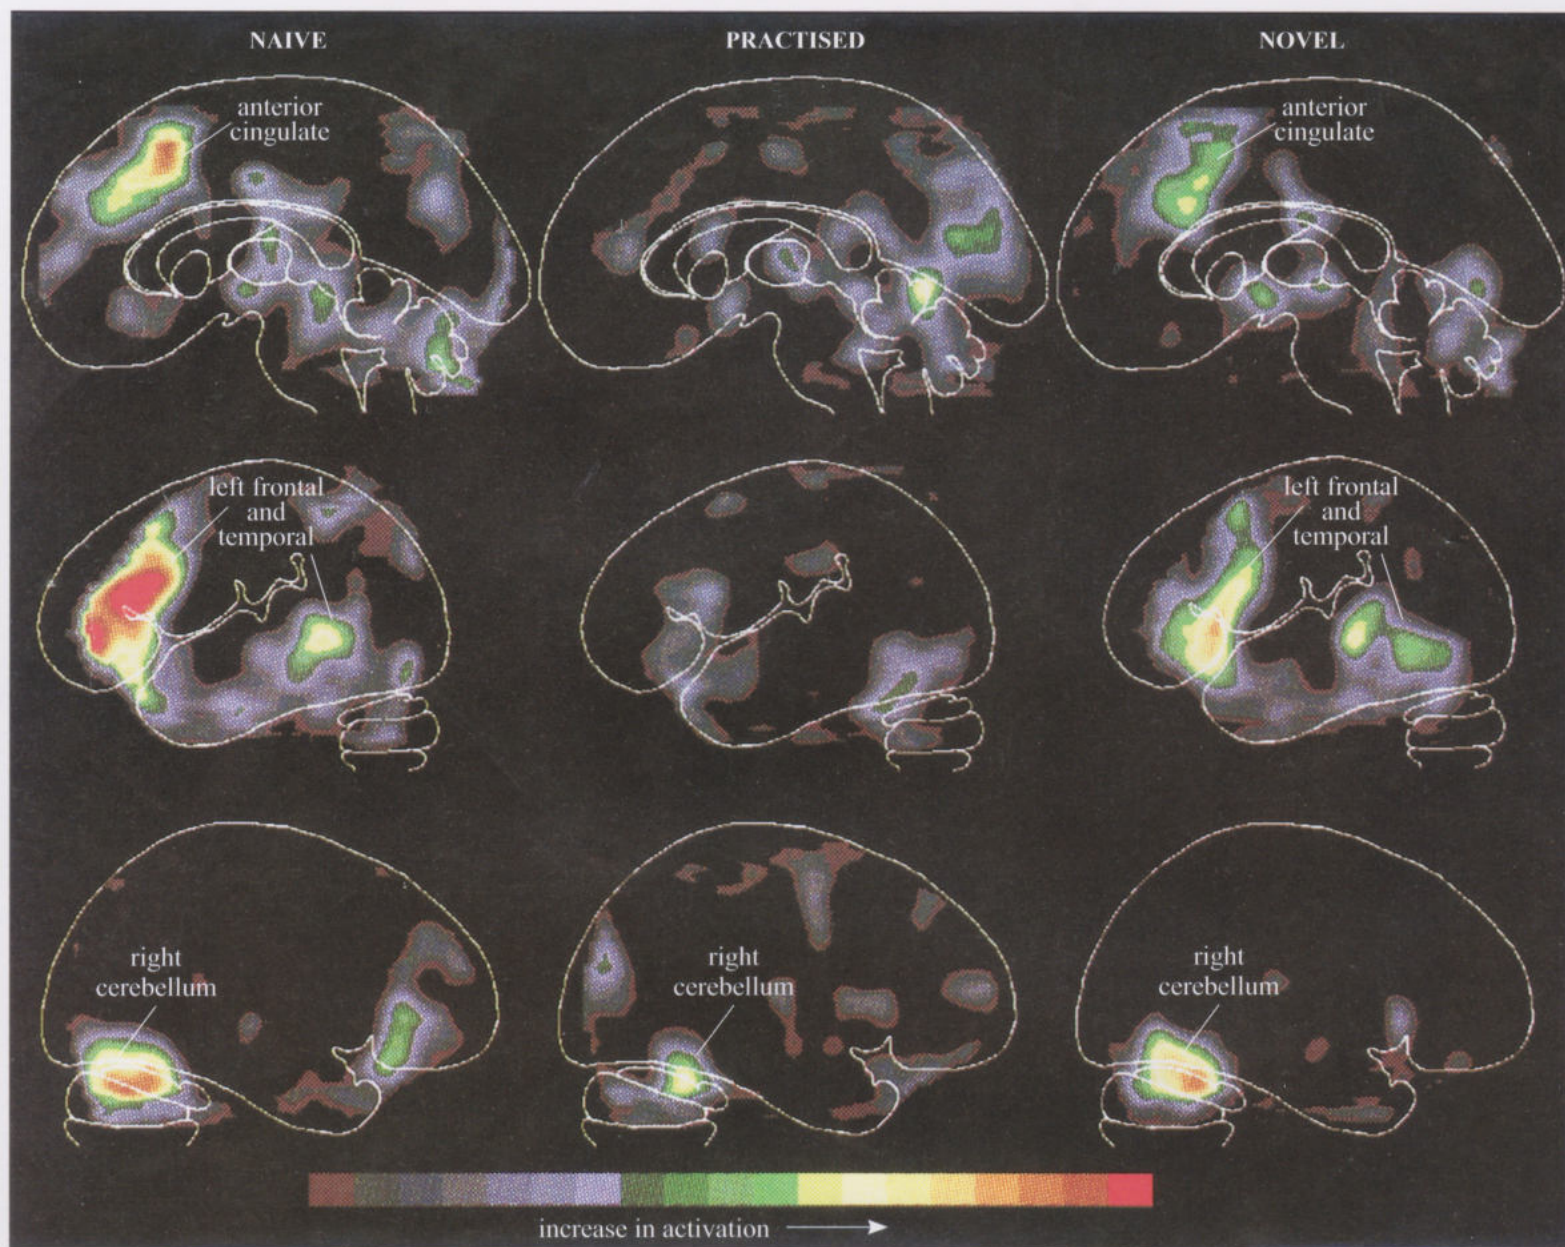 NAIVE
PRACTISED
NOVEL
anterior
cingulate
anterior
cingulate
left frontal
and
temporal
left frontal
and
temporal
right
cerebellum
right
cerebellum
right
cerebellum
increase in activation